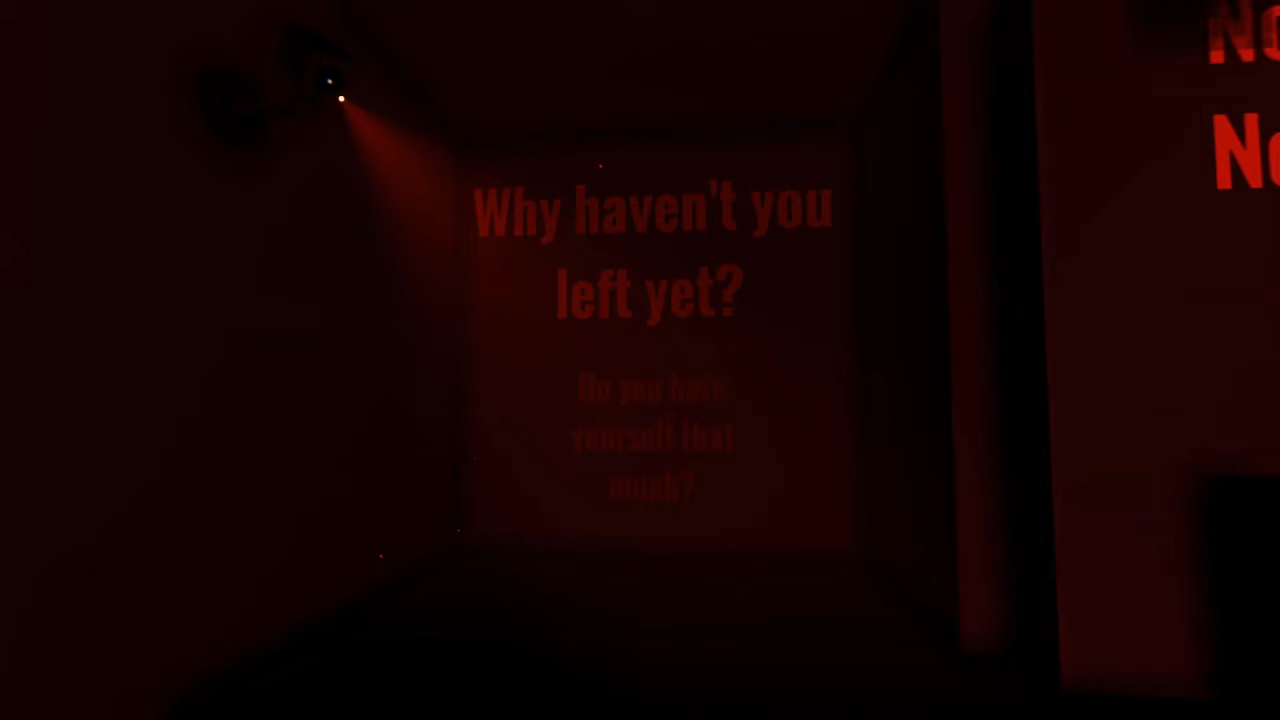 Why haven't you
left yet?
Do you hate
yourself that
much?